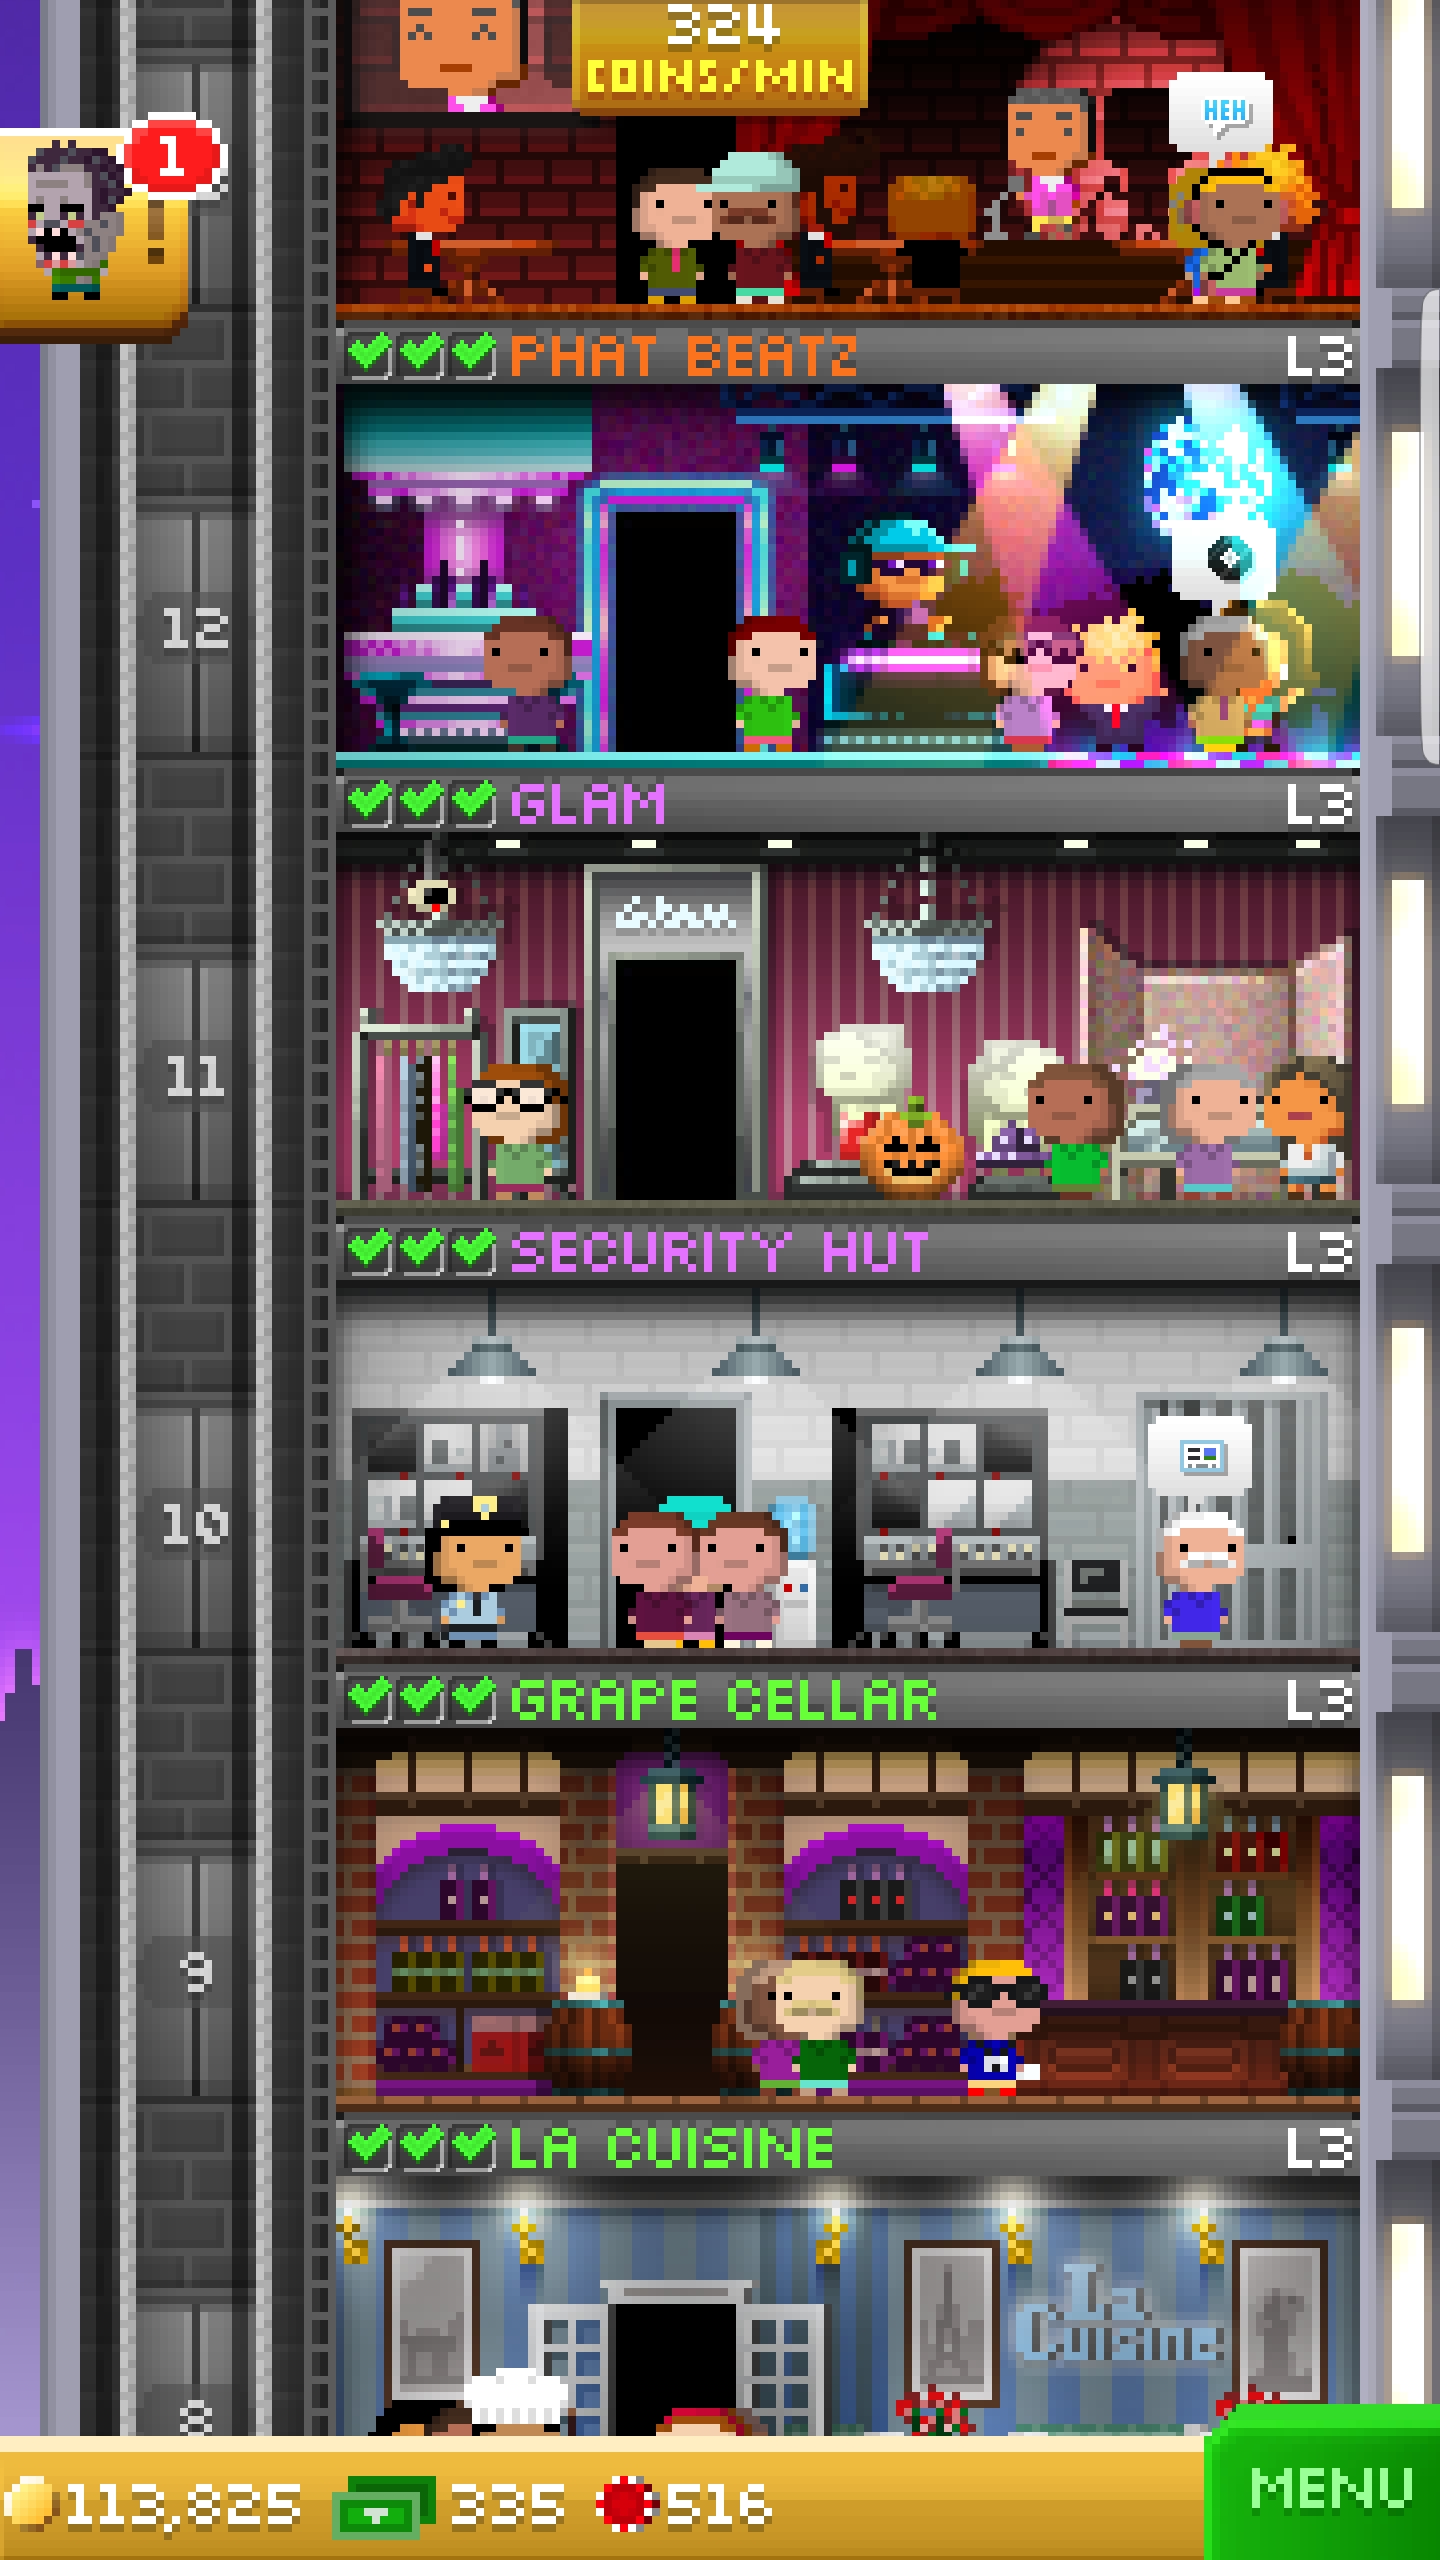 324
COINS/MIN
HEH
1
!
PHAT BEATZ L3
12
GLAM L3
Glam
11
SECURITY HUT L3
10
GRAPE CELLAR L3
9
LA CUISINE L3
La
Cuisine
8
113,825 335 516
MENU